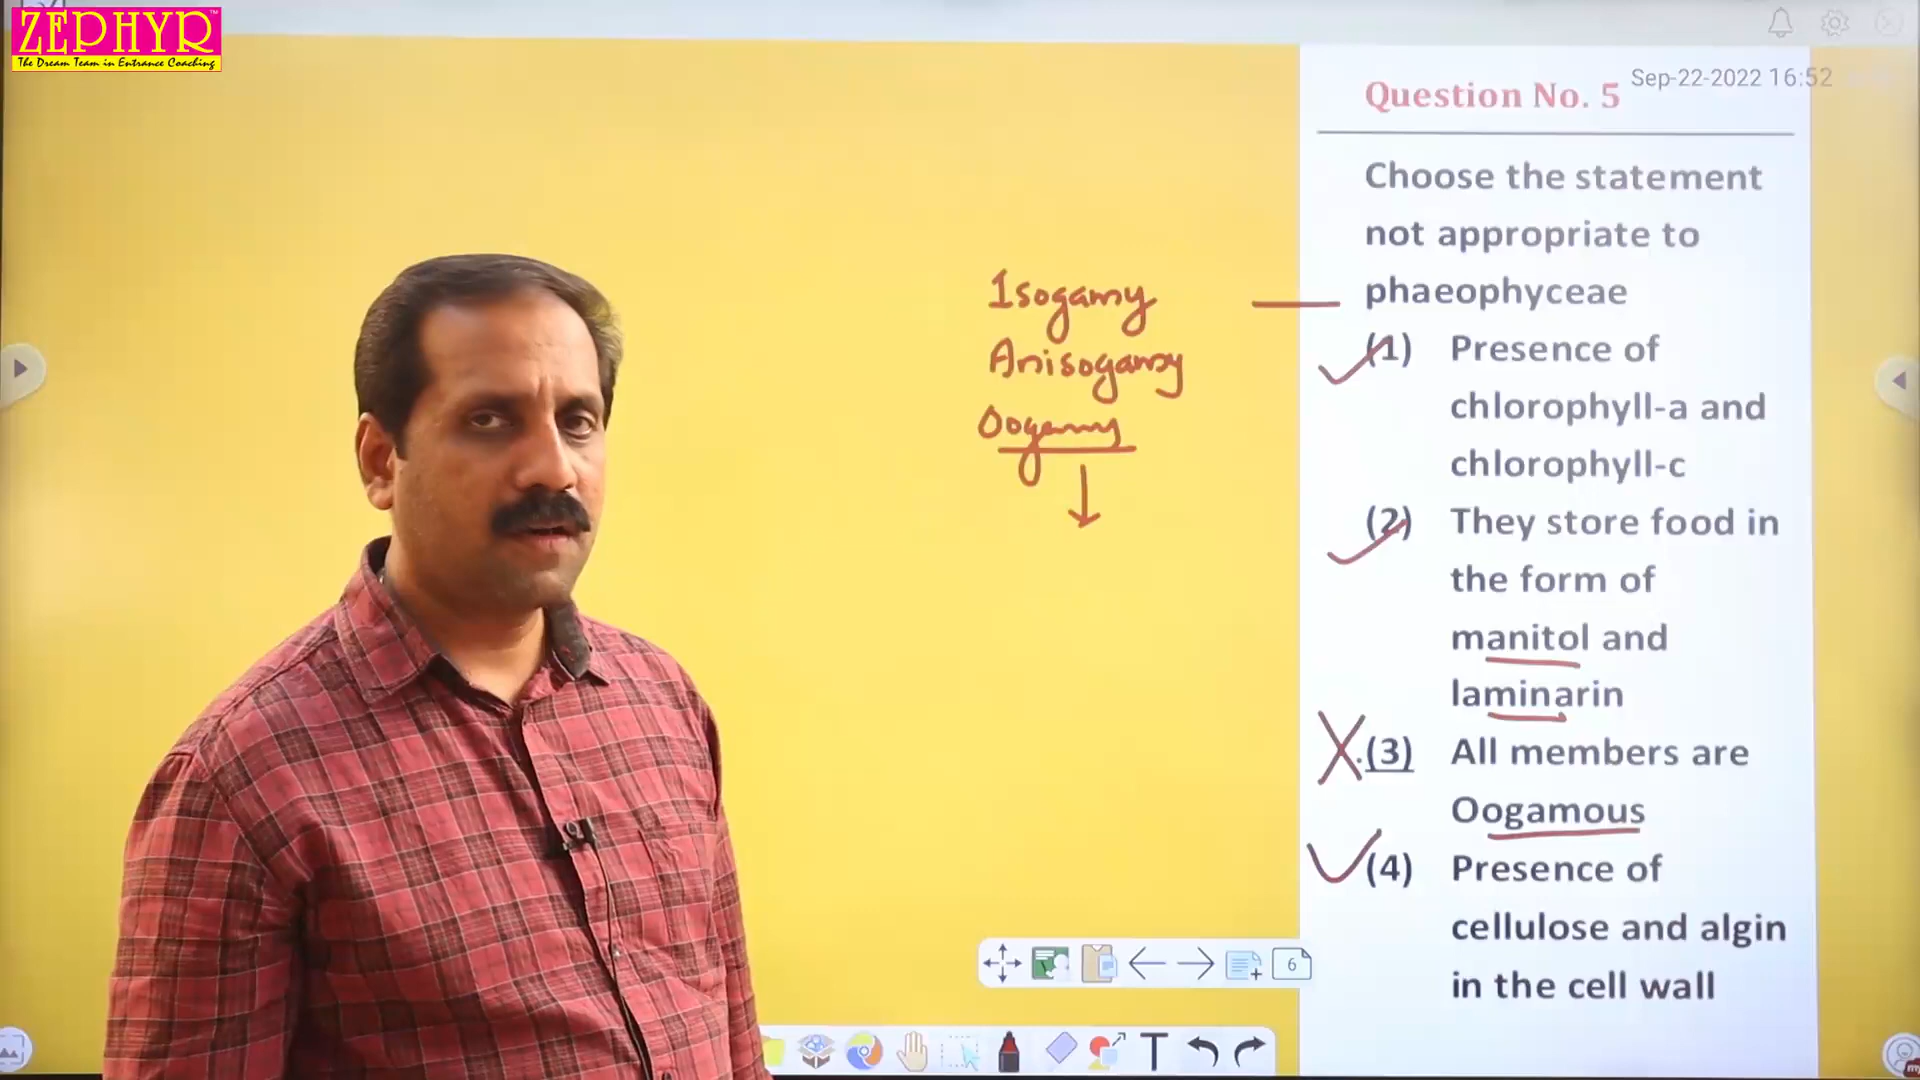 ZEPHYR™
The Dream Team in Entrance Coaching
Sep-22-2022 16:52
Question No. 5
Choose the statement
not appropriate to
phaeophyceae
(1) Presence of
chlorophyll-a and
chlorophyll-c
(2) They store food in
the form of
manitol and
laminarin
(3) All members are
Oogamous
(4) Presence of
cellulose and algin
in the cell wall
Isogamy
Anisogamy
Oogamy
6
T